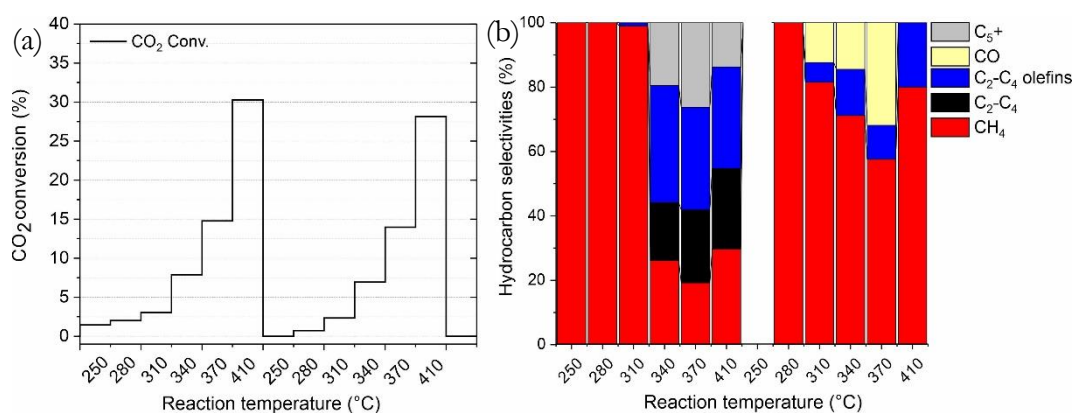 (a)
CO₂ conversion (%)
40
35
30
25
20
15
10
5
0
CO₂ Conv.
250 280 310 340 370 410 250 280 310 340 370 410
Reaction temperature (°C)
(b)
Hydrocarbon selectivities (%)
100
80
60
40
20
0
250 280 310 340 370 410 250 280 310 340 370 410
Reaction temperature (°C)
C₅+
CO
C₂-C₄ olefins
C₂-C₄
CH₄